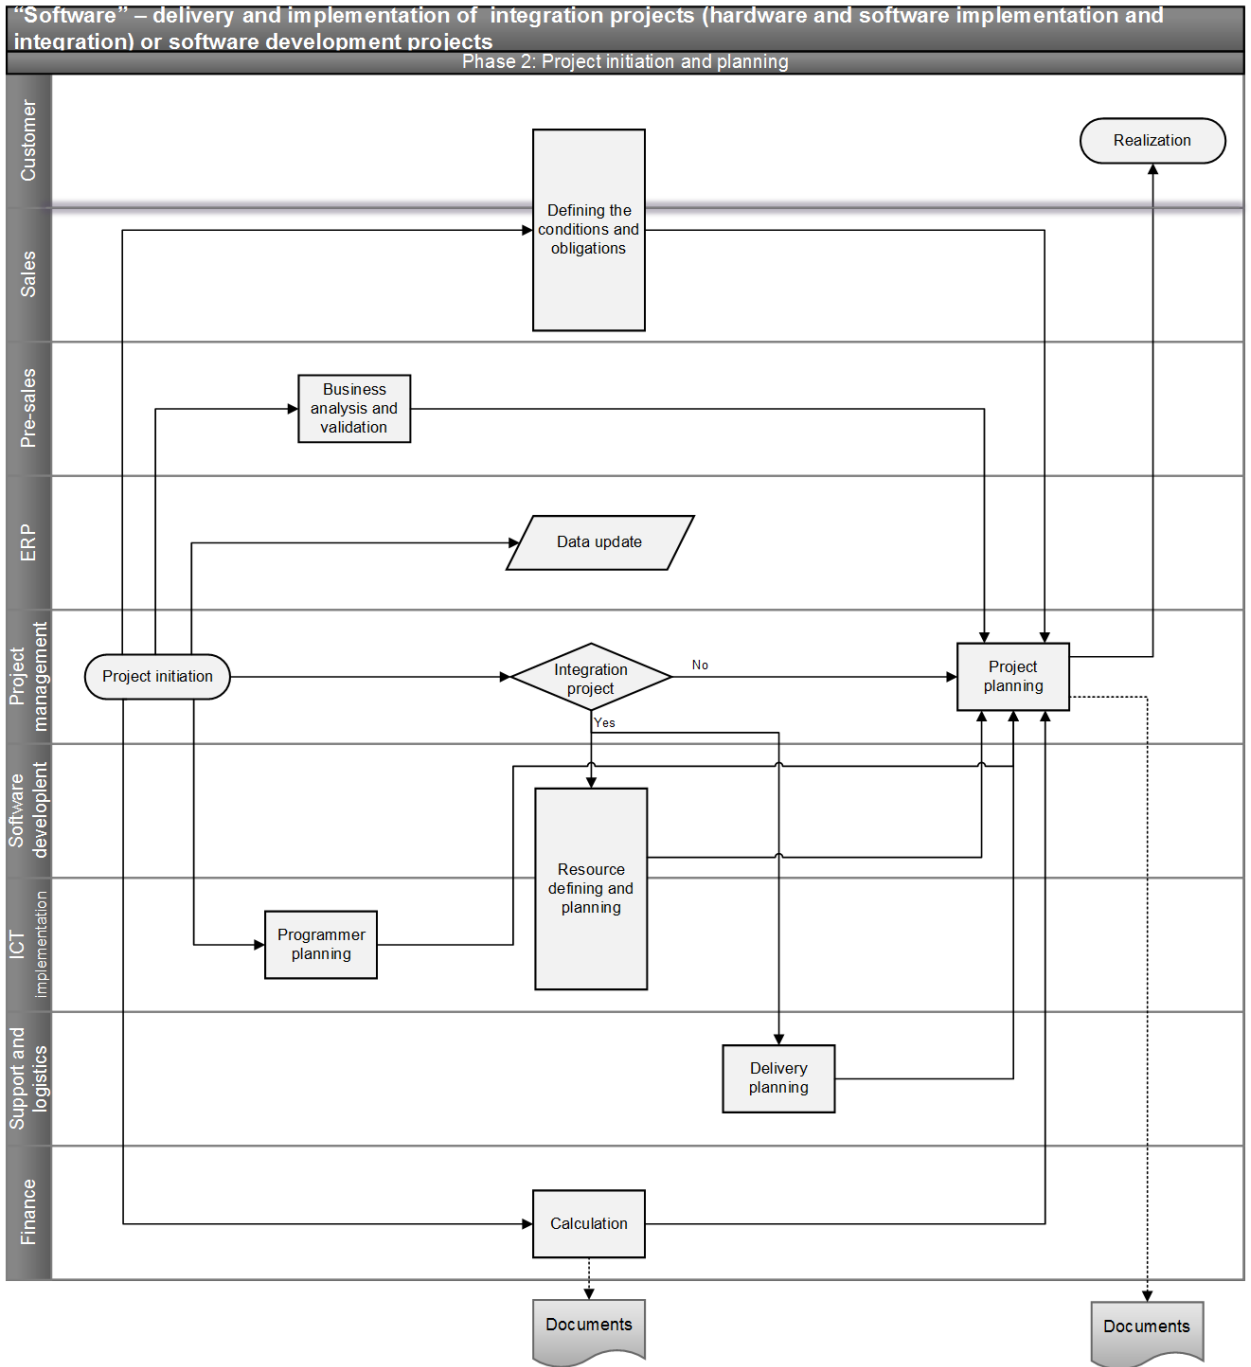 “Software” – delivery and implementation of  integration projects (hardware and software implementation and
integration) or software development projects
Phase 2: Project initiation and planning
Customer
Realization
Defining the
conditions and
obligations
Sales
Pre-sales
Business
analysis and
validation
ERP
Data update
Project
management
Project initiation
Integration
project
No
Yes
Project
planning
Software
developlent
Resource
defining and
planning
ICT
implementation
Programmer
planning
Support and
logistics
Delivery
planning
Finance
Calculation
Documents
Documents